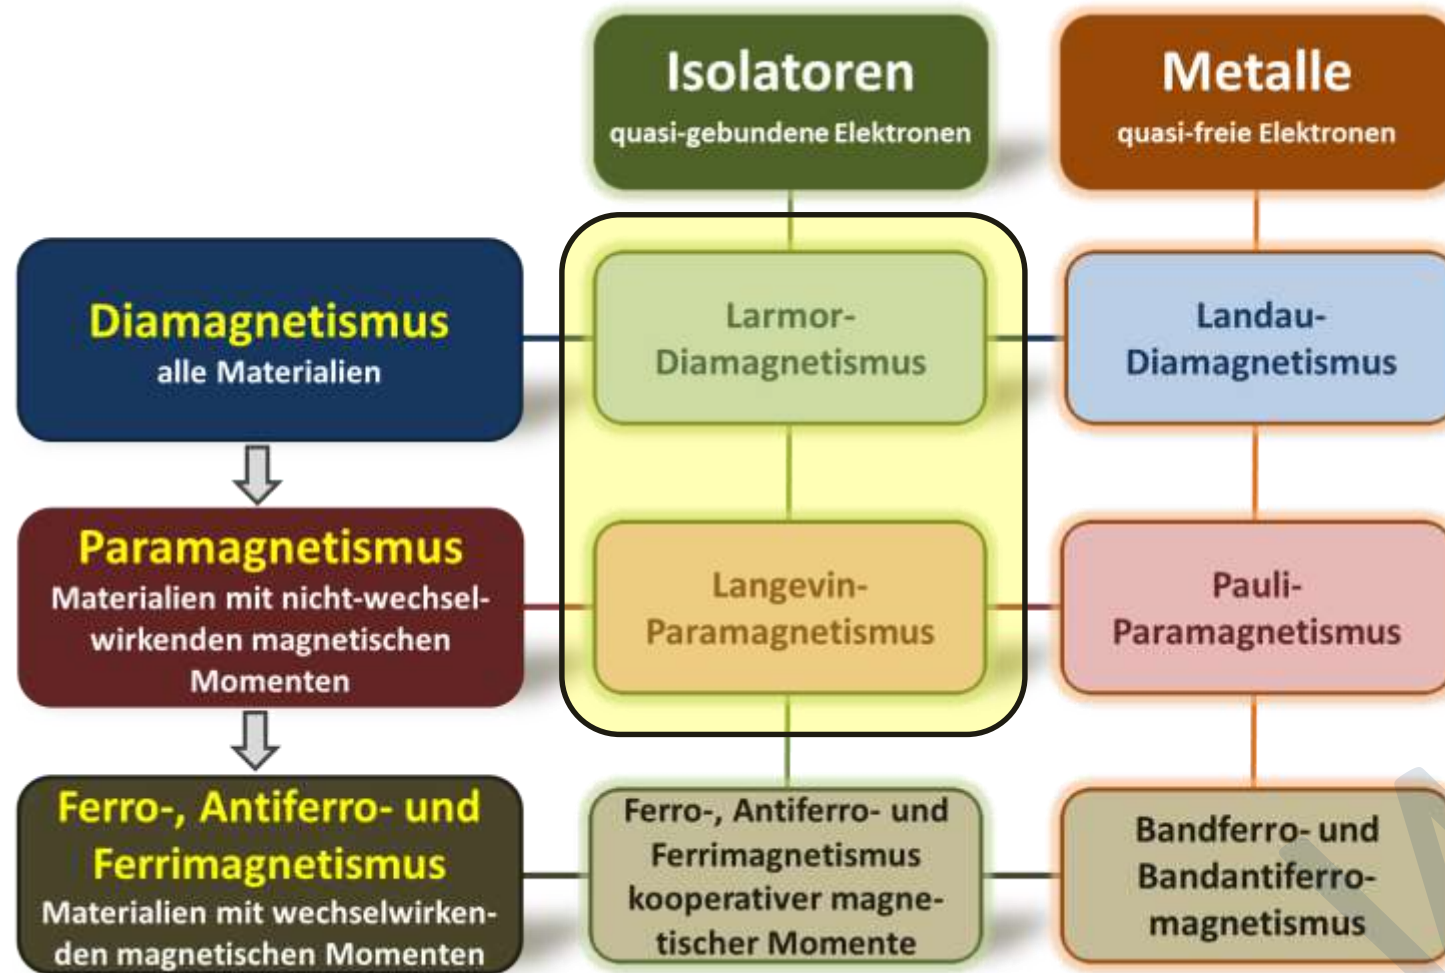 Isolatoren
quasi-gebundene Elektronen
Metalle
quasi-freie Elektronen
Diamagnetismus
alle Materialien
Larmor-
Diamagnetismus
Landau-
Diamagnetismus
Paramagnetismus
Materialien mit nicht-wechsel-
wirkenden magnetischen
Momenten
Langevin-
Paramagnetismus
Pauli-
Paramagnetismus
Ferro-, Antiferro- und
Ferrimagnetismus
Materialien mit wechselwirken-
den magnetischen Momenten
Ferro-, Antiferro- und
Ferrimagnetismus
kooperativer magne-
tischer Momente
Bandferro- und
Bandantiferro-
magnetismus